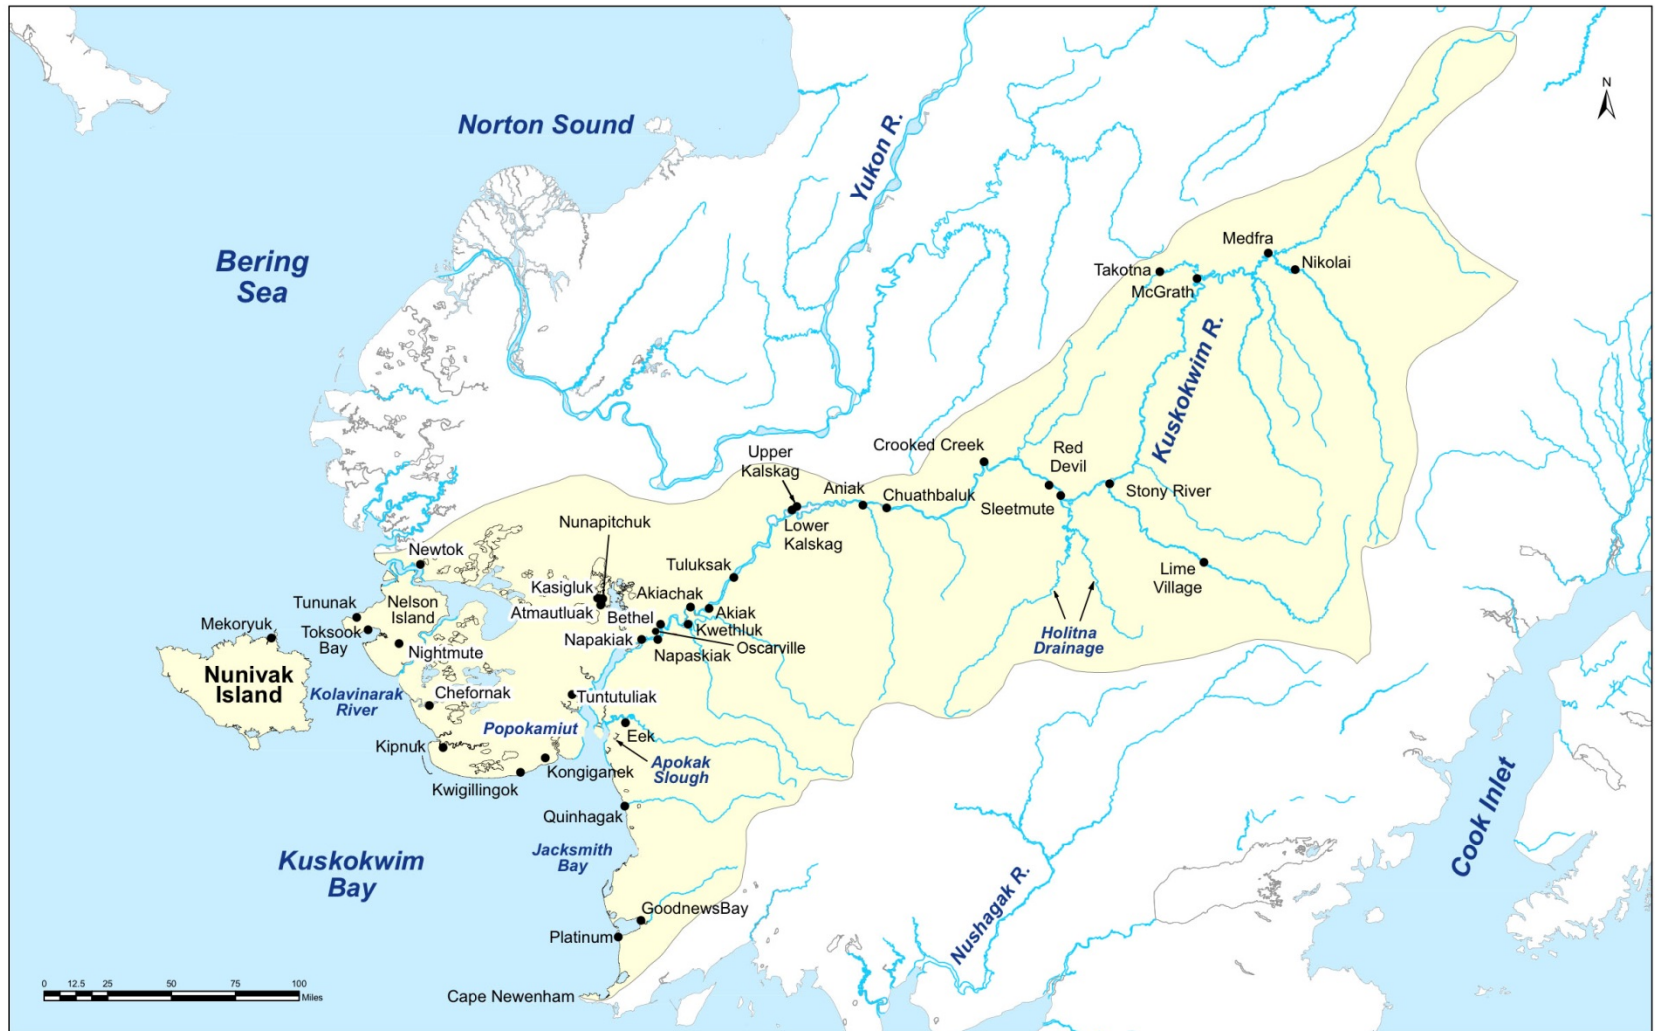 Norton Sound
Yukon R.
N
Bering
Sea
Medfra
Nikolai
Takotna
McGrath
Kuskokwim R.
Crooked Creek
Red
Devil
Upper
Kalskag
Aniak
Chuathbaluk
Stony River
Sleetmute
Lower
Kalskag
Nunapitchuk
Newtok
Tuluksak
Lime
Village
Kasigluk
Akiachak
Nelson
Island
Tununak
Atmautluak
Bethel
Akiak
Mekoryuk
Toksook
Bay
Kwethluk
Napakiak
Oscarville
Holitna
Drainage
Nightmute
Napaskiak
Nunivak
Island
Kolavinarak
River
Chefornak
Tuntutuliak
Popokamiut
Eek
Kipnuk
Apokak
Slough
Kongiganek
Kwigillingok
Quinhagak
Cook Inlet
Jacksmith
Bay
Kuskokwim
Bay
Nushagak R.
GoodnewsBay
Platinum
0 12.5 25 50 75 100
Miles
Cape Newenham